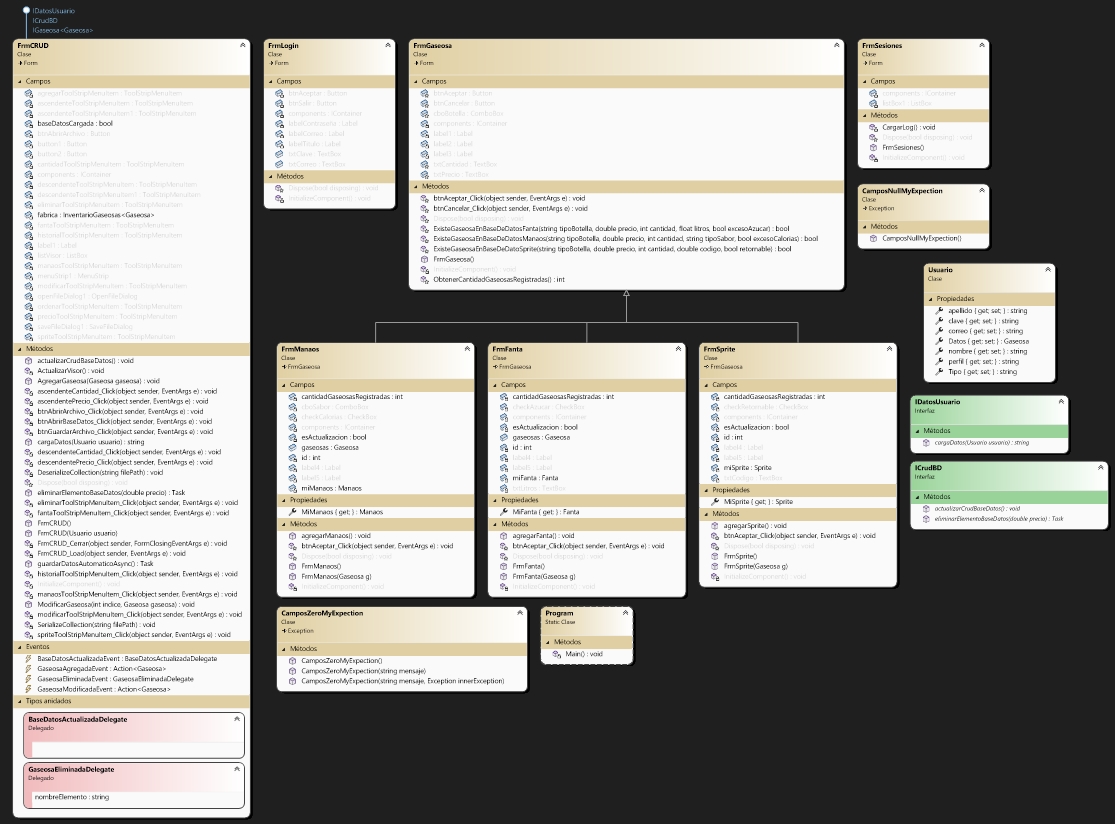 IDatosUsuario
ICrudBD
IGaseosa<Gaseosa>
FrmCRUD
Clase
Form
Campos
agregarToolStripMenuItem : ToolStripMenuItem
ascendenteToolStripMenuItem : ToolStripMenuItem
ascendenteToolStripMenuItem1 : ToolStripMenuItem
baseDatosCargada : bool
btnAbrirArchivo : Button
button1 : Button
button2 : Button
cantidadToolStripMenuItem : ToolStripMenuItem
components : IContainer
descendenteToolStripMenuItem : ToolStripMenuItem
descendenteToolStripMenuItem1 : ToolStripMenuItem
eliminarToolStripMenuItem : ToolStripMenuItem
fabrica : InventarioGaseosas<Gaseosa>
fantaToolStripMenuItem : ToolStripMenuItem
historialToolStripMenuItem : ToolStripMenuItem
label1 : Label
lstVisor : ListBox
manaosToolStripMenuItem : ToolStripMenuItem
menuStrip1 : MenuStrip
modificarToolStripMenuItem : ToolStripMenuItem
openFileDialog1 : OpenFileDialog
ordenarToolStripMenuItem : ToolStripMenuItem
precioToolStripMenuItem : ToolStripMenuItem
saveFileDialog1 : SaveFileDialog
spriteToolStripMenuItem : ToolStripMenuItem
Métodos
actualizarCrudBaseDatos() : void
ActualizarVisor() : void
AgregarGaseosa(Gaseosa gaseosa) : void
ascendenteCantidad_Click(object sender, EventArgs e) : void
ascendentePrecio_Click(object sender, EventArgs e) : void
btnAbriArchivo_Click(object sender, EventArgs e) : void
btnAbrirBaseDatos_Click(object sender, EventArgs e) : void
btnGuardarArchivo_Click(object sender, EventArgs e) : void
cargaDatos(Usuario usuario) : string
descendenteCantidad_Click(object sender, EventArgs e) : void
descendentePrecio_Click(object sender, EventArgs e) : void
DeserializeCollection(string filePath) : void
Dispose(bool disposing) : void
eliminarElementoBaseDatos(double precio) : Task
eliminarToolStripMenuItem_Click(object sender, EventArgs e) : void
fantaToolStripMenuItem_Click(object sender, EventArgs e) : void
FrmCRUD()
FrmCRUD(Usuario usuario)
FrmCRUD_Cerrar(object sender, FormClosingEventArgs e) : void
FrmCRUD_Load(object sender, EventArgs e) : void
guardarDatosAutomaticoAsync() : Task
historialToolStripMenuItem_Click(object sender, EventArgs e) : void
InitializeComponent() : void
manaosToolStripMenuItem_Click(object sender, EventArgs e) : void
ModificarGaseosa(int indice, Gaseosa gaseosa) : void
modificarToolStripMenuItem_Click(object sender, EventArgs e) : void
SerializeCollection(string filePath) : void
spriteToolStripMenuItem_Click(object sender, EventArgs e) : void
Eventos
BaseDatosActualizadaEvent : BaseDatosActualizadaDelegate
GaseosaAgregadaEvent : Action<Gaseosa>
GaseosaEliminadaEvent : GaseosaEliminadaDelegate
GaseosaModificadaEvent : Action<Gaseosa>
Tipos anidados
BaseDatosActualizadaDelegate
Delegado
GaseosaEliminadaDelegate
Delegado
nombreElemento : string
FrmLogin
Clase
Form
Campos
btnAceptar : Button
btnSalir : Button
components : IContainer
labelContraseña : Label
labelCorreo : Label
labelTitulo : Label
txtClave : TextBox
txtCorreo : TextBox
Métodos
Dispose(bool disposing) : void
InitializeComponent() : void
FrmGaseosa
Clase
Form
Campos
btnAceptar : Button
btnCancelar : Button
cboBotella : ComboBox
components : IContainer
label1 : Label
label2 : Label
label3 : Label
txtCantidad : TextBox
txtPrecio : TextBox
Métodos
btnAceptar_Click(object sender, EventArgs e) : void
btnCancelar_Click(object sender, EventArgs e) : void
Dispose(bool disposing) : void
ExisteGaseosaEnBaseDeDatosFanta(string tipoBotella, double precio, int cantidad, float litros, bool excesoAzucar) : bool
ExisteGaseosaEnBaseDeDatosManaos(string tipoBotella, double precio, int cantidad, string tipoSabor, bool excesoCalorias) : bool
ExisteGaseosaEnBaseDeDatoSprite(string tipoBotella, double precio, int cantidad, double codigo, bool retornable) : bool
FrmGaseosa()
InitializeComponent() : void
ObtenerCantidadGaseosasRegistradas() : int
FrmSesiones
Clase
Form
Campos
components : IContainer
listBox1 : ListBox
Métodos
CargarLog() : void
Dispose(bool disposing) : void
FrmSesiones()
InitializeComponent() : void
CamposNullMyExpection
Clase
Exception
Métodos
CamposNullMyExpection()
Usuario
Clase
Propiedades
apellido { get; set; } : string
clave { get; set; } : string
correo { get; set; } : string
Datos { get; set; } : Gaseosa
nombre { get; set; } : string
perfil { get; set; } : string
Tipo { get; set; } : string
FrmManaos
Clase
FrmGaseosa
Campos
cantidadGaseosasRegistradas : int
cboSabor : ComboBox
checkCalorias : CheckBox
components : IContainer
esActualizacion : bool
gaseosas : Gaseosa
id : int
label4 : Label
label5 : Label
miManaos : Manaos
Propiedades
MiManaos { get; } : Manaos
Métodos
agregarManaos() : void
btnAceptar_Click(object sender, EventArgs e) : void
Dispose(bool disposing) : void
FrmManaos()
FrmManaos(Gaseosa g)
InitializeComponent() : void
FrmFanta
Clase
FrmGaseosa
Campos
cantidadGaseosasRegistradas : int
checkAzucar : CheckBox
components : IContainer
esActualizacion : bool
gaseosas : Gaseosa
id : int
label4 : Label
label5 : Label
miFanta : Fanta
txtLitros : TextBox
Propiedades
MiFanta { get; } : Fanta
Métodos
agregarFanta() : void
btnAceptar_Click(object sender, EventArgs e) : void
Dispose(bool disposing) : void
FrmFanta()
FrmFanta(Gaseosa g)
InitializeComponent() : void
FrmSprite
Clase
FrmGaseosa
Campos
cantidadGaseosasRegistradas : int
checkRetornable : CheckBox
components : IContainer
esActualizacion : bool
id : int
label4 : Label
label5 : Label
miSprite : Sprite
txtCodigo : TextBox
Propiedades
MiSprite { get; } : Sprite
Métodos
agregarSprite() : void
btnAceptar_Click(object sender, EventArgs e) : void
Dispose(bool disposing) : void
FrmSprite()
FrmSprite(Gaseosa g)
InitializeComponent() : void
IDatosUsuario
Interfaz
Métodos
cargaDatos(Usuario usuario) : string
ICrudBD
Interfaz
Métodos
actualizarCrudBaseDatos() : void
eliminarElementoBaseDatos(double precio) : Task
CamposZeroMyExpection
Clase
Exception
Métodos
CamposZeroMyExpection()
CamposZeroMyExpection(string mensaje)
CamposZeroMyExpection(string mensaje, Exception innerException)
Program
Static Clase
Métodos
Main() : void